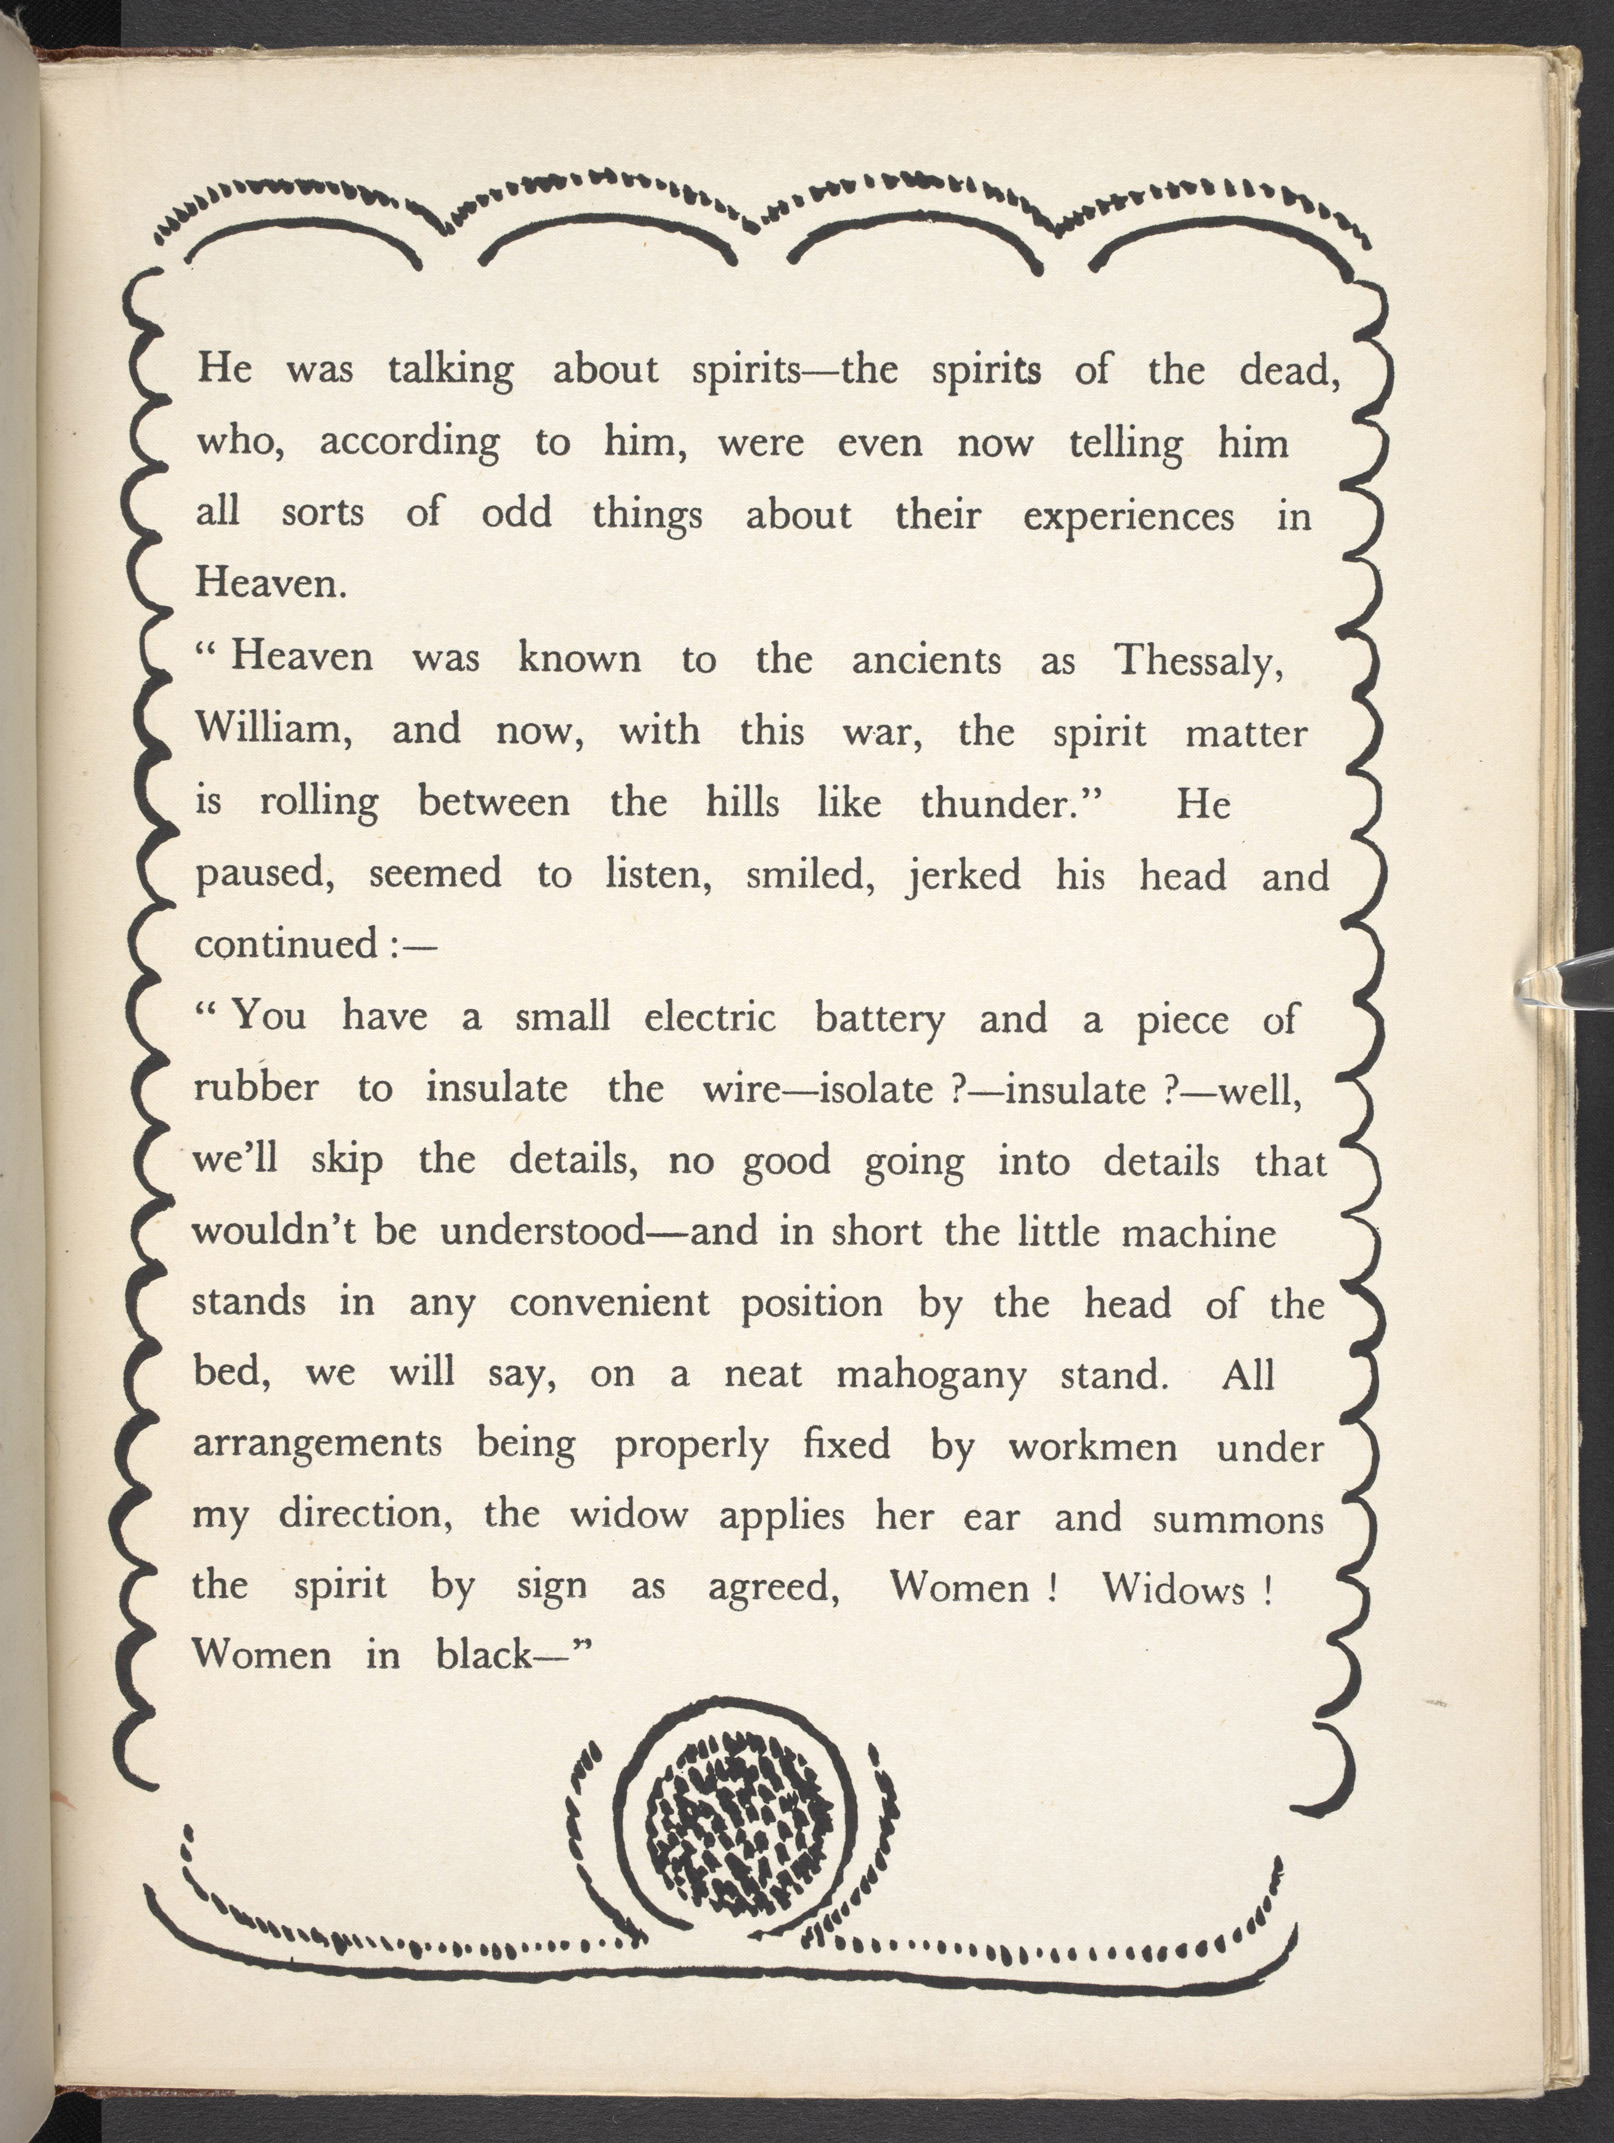 He was talking about spirits—the spirits of the dead,
who, according to him, were even now telling him
all sorts of odd things about their experiences in
Heaven.
“ Heaven was known to the ancients as Thessaly,
William, and now, with this war, the spirit matter
is rolling between the hills like thunder.” He
paused, seemed to listen, smiled, jerked his head and
continued :—
“ You have a small electric battery and a piece of
rubber to insulate the wire—isolate ?—insulate ?—well,
we’ll skip the details, no good going into details that
wouldn’t be understood—and in short the little machine
stands in any convenient position by the head of the
bed, we will say, on a neat mahogany stand. All
arrangements being properly fixed by workmen under
my direction, the widow applies her ear and summons
the spirit by sign as agreed, Women ! Widows !
Women in black—”